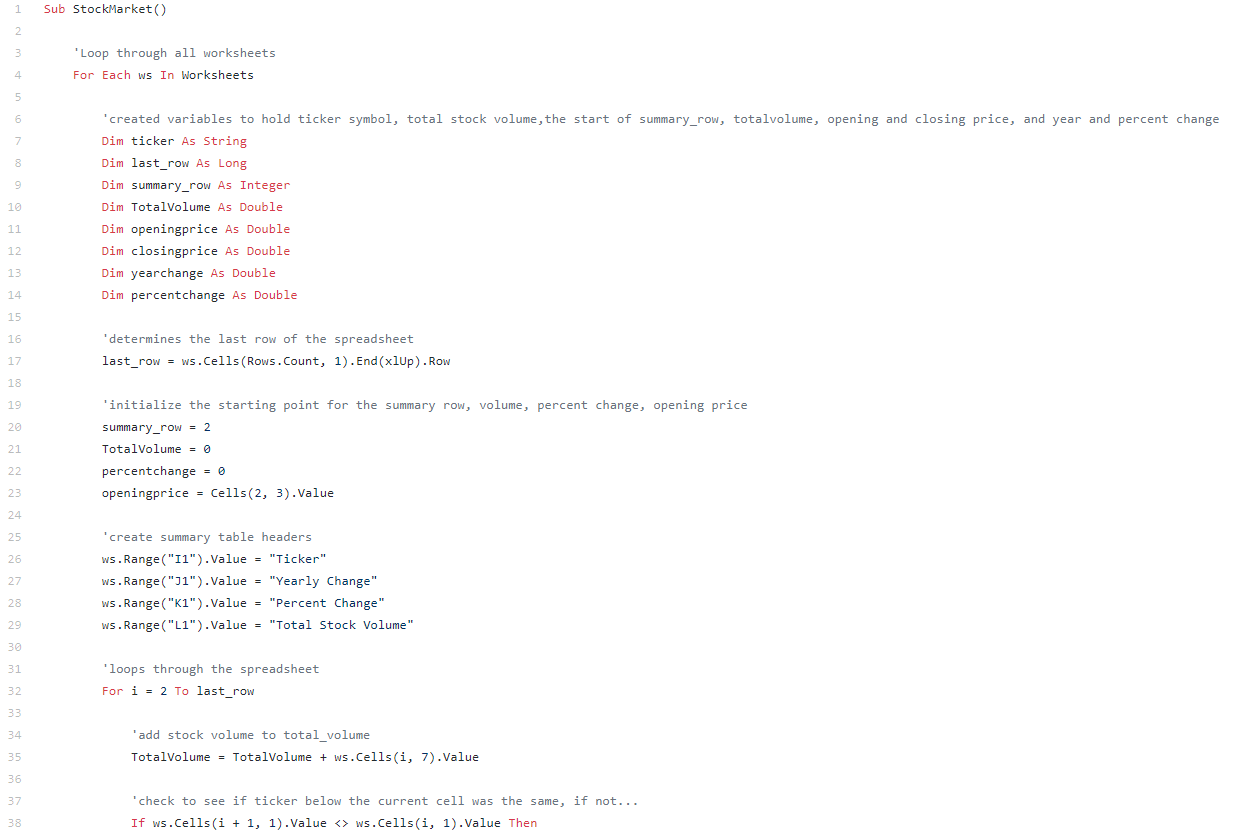 1 Sub StockMarket()
2
3 'Loop through all worksheets
4 For Each ws In Worksheets
5
6 'created variables to hold ticker symbol, total stock volume,the start of summary_row, totalvolume, opening and closing price, and year and percent change
7 Dim ticker As String
8 Dim last_row As Long
9 Dim summary_row As Integer
10 Dim TotalVolume As Double
11 Dim openingprice As Double
12 Dim closingprice As Double
13 Dim yearchange As Double
14 Dim percentchange As Double
15
16 'determines the last row of the spreadsheet
17 last_row = ws.Cells(Rows.Count, 1).End(xlUp).Row
18
19 'initialize the starting point for the summary row, volume, percent change, opening price
20 summary_row = 2
21 TotalVolume = 0
22 percentchange = 0
23 openingprice = Cells(2, 3).Value
24
25 'create summary table headers
26 ws.Range("I1").Value = "Ticker"
27 ws.Range("J1").Value = "Yearly Change"
28 ws.Range("K1").Value = "Percent Change"
29 ws.Range("L1").Value = "Total Stock Volume"
30
31 'loops through the spreadsheet
32 For i = 2 To last_row
33
34 'add stock volume to total_volume
35 TotalVolume = TotalVolume + ws.Cells(i, 7).Value
36
37 'check to see if ticker below the current cell was the same, if not...
38 If ws.Cells(i + 1, 1).Value <> ws.Cells(i, 1).Value Then